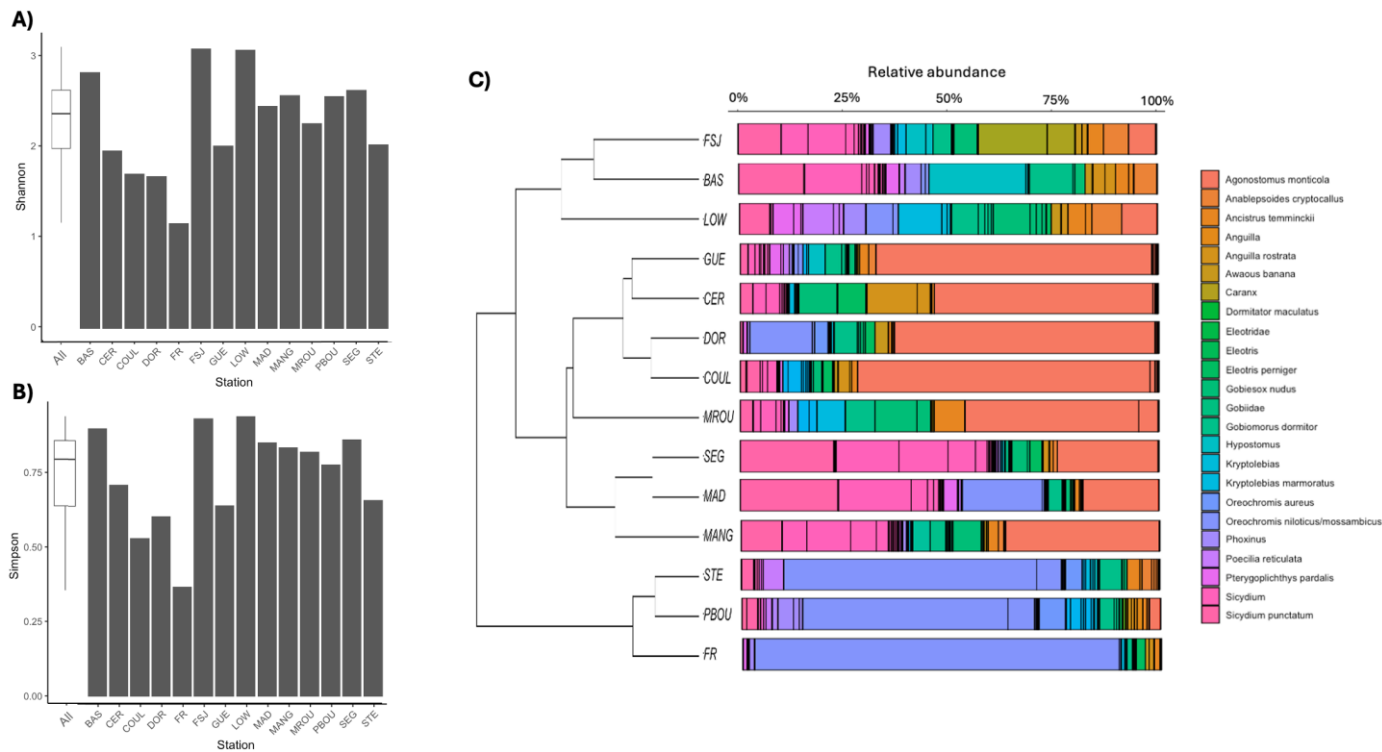 A)
3
2
1
0
Shannon
All BAS CER COUL DOR FR FSJ GUE LOW MAD MANG MROU PBOU SEG STE
Station
B)
0.75
0.50
0.25
0.00
Simpson
All BAS CER COUL DOR FR FSJ GUE LOW MAD MANG MROU PBOU SEG STE
Station
C)
Relative abundance
0% 25% 50% 75% 100%
FSJ
BAS
LOW
GUE
CER
DOR
COUL
MROU
SEG
MAD
MANG
STE
PBOU
FR
Agonostomus monticola
Anablepsoides cryptocallus
Ancistrus temminckii
Anguilla
Anguilla rostrata
Awaous banana
Caranx
Dormitator maculatus
Eleotridae
Eleotris
Eleotris perniger
Gobiesox nudus
Gobiidae
Gobiomorus dormitor
Hypostomus
Kryptolebias
Kryptolebias marmoratus
Oreochromis aureus
Oreochromis niloticus/mossambicus
Phoxinus
Poecilia reticulata
Pterygoplichthys pardalis
Sicydium
Sicydium punctatum